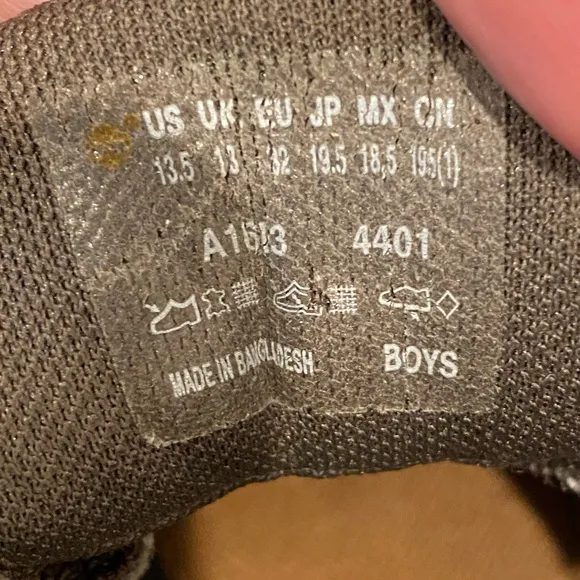 US UK EU JP MX CN
13.5 13 32 19.5 18.5 195(1)
4401
MADE IN BANGLADESH BOYS